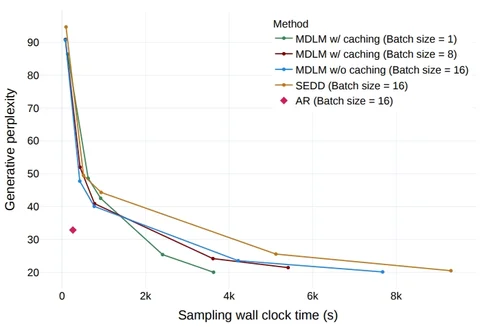 Method
MDLM w/ caching (Batch size = 1)
MDLM w/ caching (Batch size = 8)
MDLM w/o caching (Batch size = 16)
SEDD (Batch size = 16)
AR (Batch size = 16)
Generative perplexity
90
80
70
60
50
40
30
20
0 2k 4k 6k 8k
Sampling wall clock time (s)